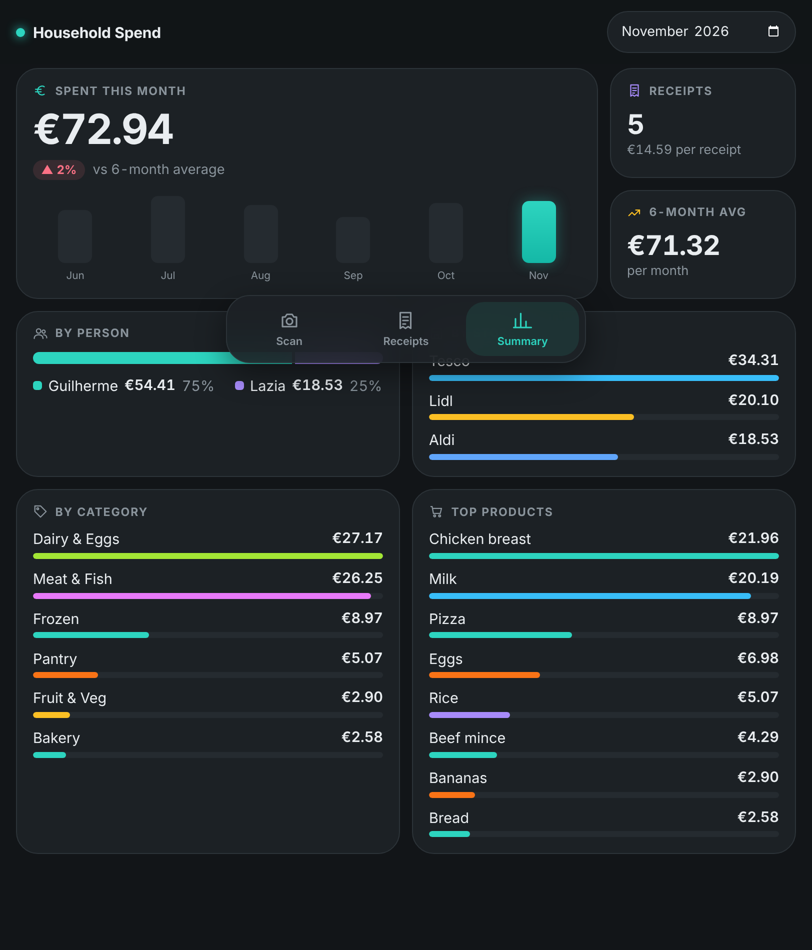 Household Spend
November 2026
SPENT THIS MONTH
€72.94
▲ 2% vs 6-month average
Jun Jul Aug Sep Oct Nov
RECEIPTS
5
€14.59 per receipt
6-MONTH AVG
€71.32
per month
Scan Receipts Summary
BY PERSON
Guilherme €54.41 75% Lazia €18.53 25%
Tesco €34.31
Lidl €20.10
Aldi €18.53
BY CATEGORY
Dairy & Eggs €27.17
Meat & Fish €26.25
Frozen €8.97
Pantry €5.07
Fruit & Veg €2.90
Bakery €2.58
TOP PRODUCTS
Chicken breast €21.96
Milk €20.19
Pizza €8.97
Eggs €6.98
Rice €5.07
Beef mince €4.29
Bananas €2.90
Bread €2.58